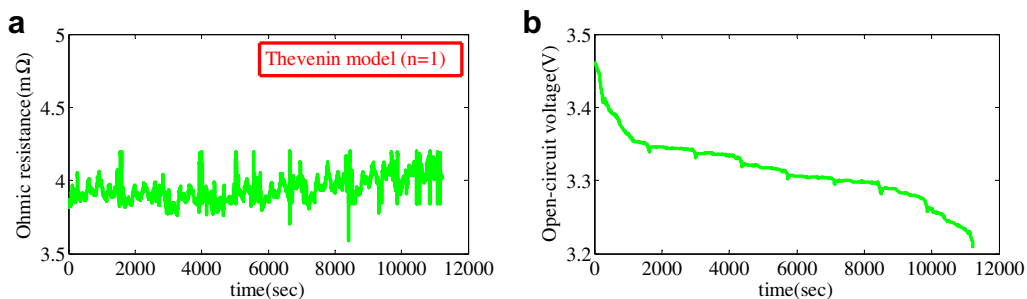 a
5
4.5
4
3.5
Ohmic resistance(mΩ)
Thevenin model (n=1)
0 2000 4000 6000 8000 10000 12000
time(sec)
b
3.5
3.4
3.3
3.2
Open-circuit voltage(V)
0 2000 4000 6000 8000 10000 12000
time(sec)